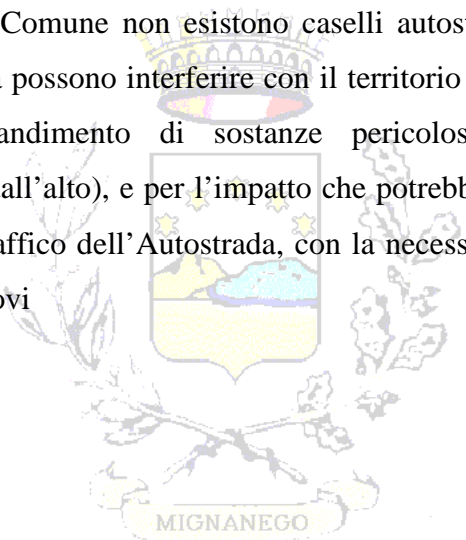 Comune non esistono caselli autos
possono interferire con il territorio
andimento di sostanze pericolos
all'alto), e per l'impatto che potrebb
affico dell'Autostrada, con la necess
ovi
MIGNANEGO